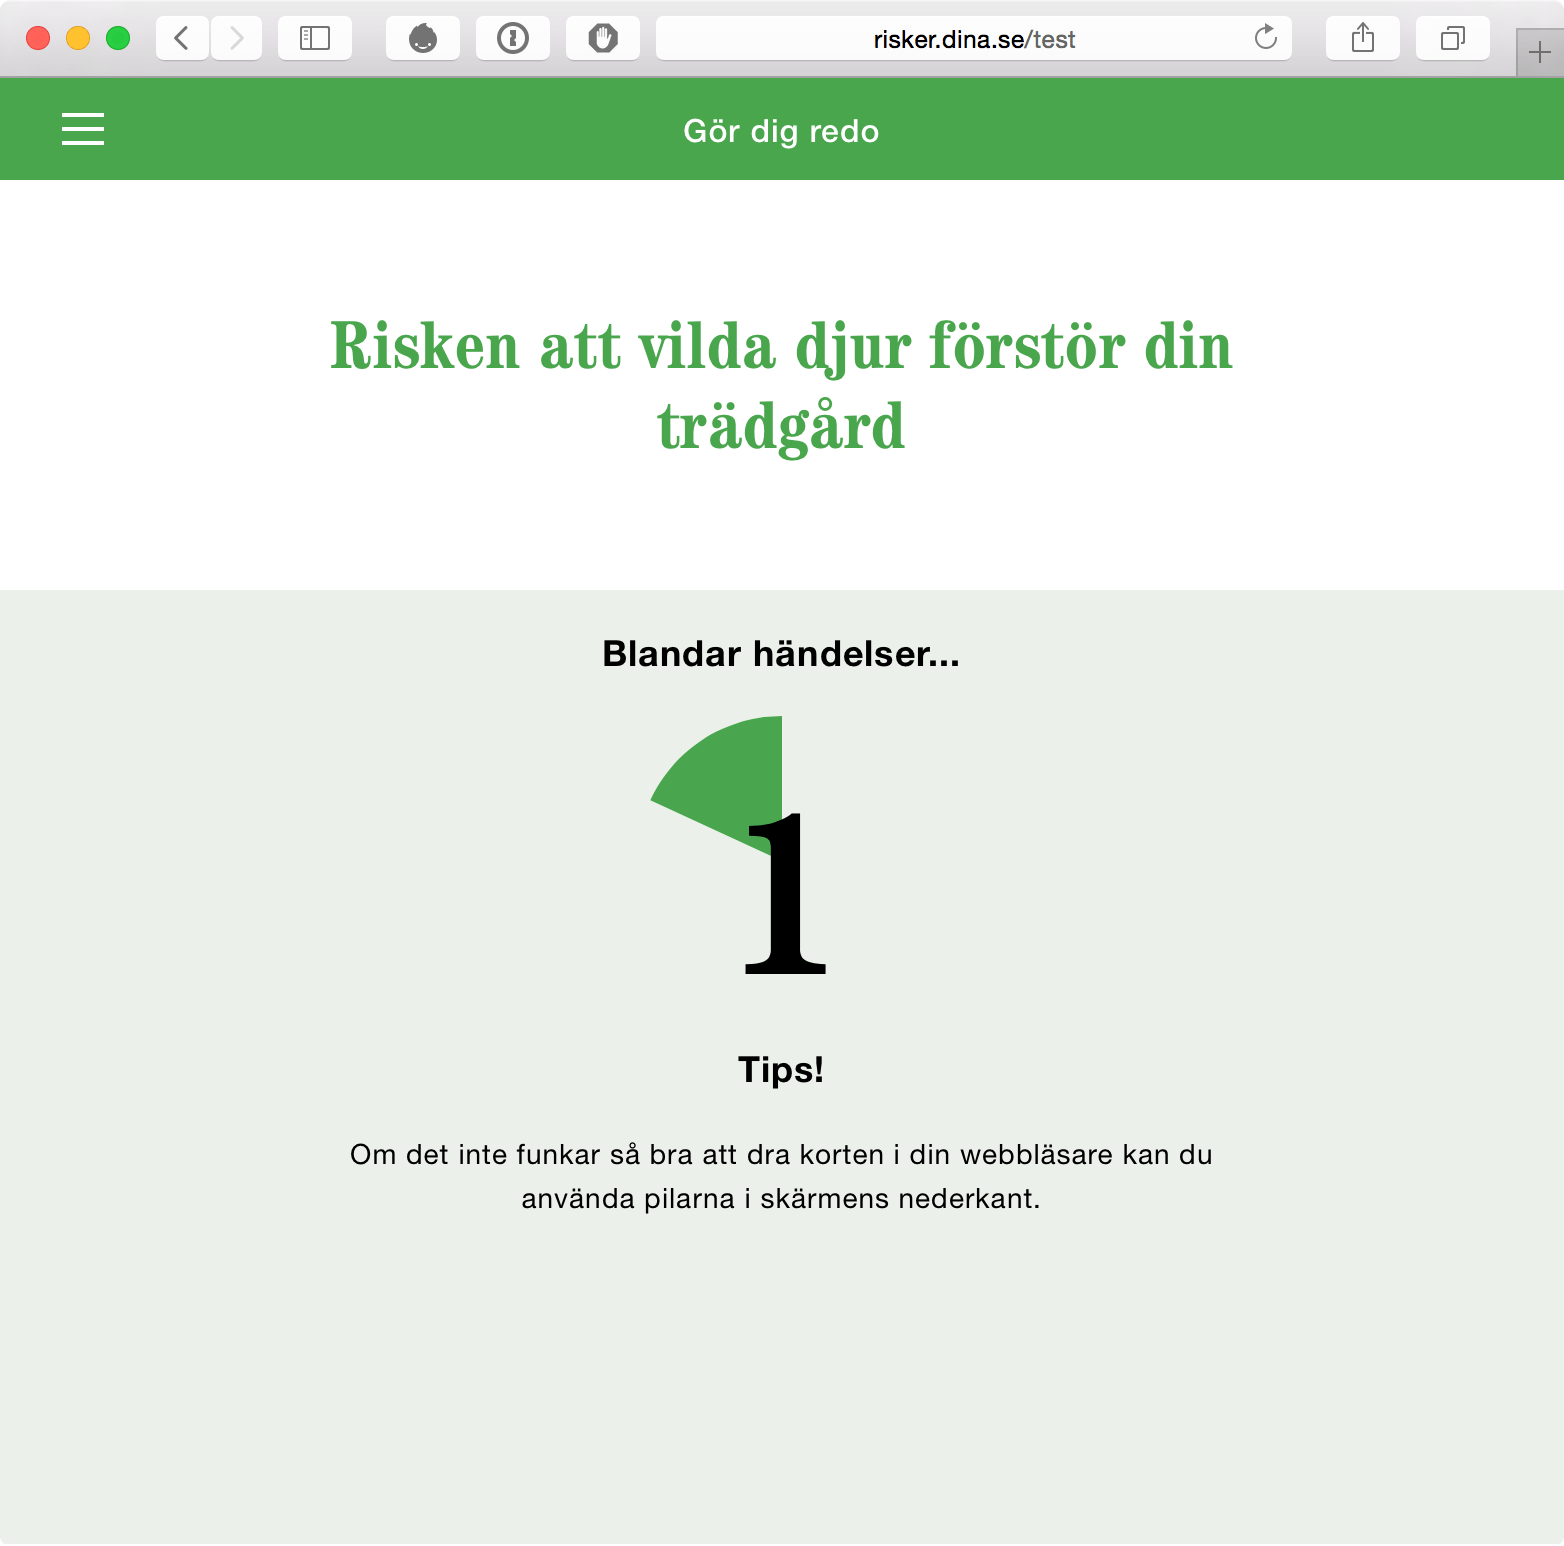 risker.dina.se/test
Gör dig redo
Risken att vilda djur förstör din
trädgård
Blandar händelser...
1
Tips!
Om det inte funkar så bra att dra korten i din webbläsare kan du
använda pilarna i skärmens nederkant.